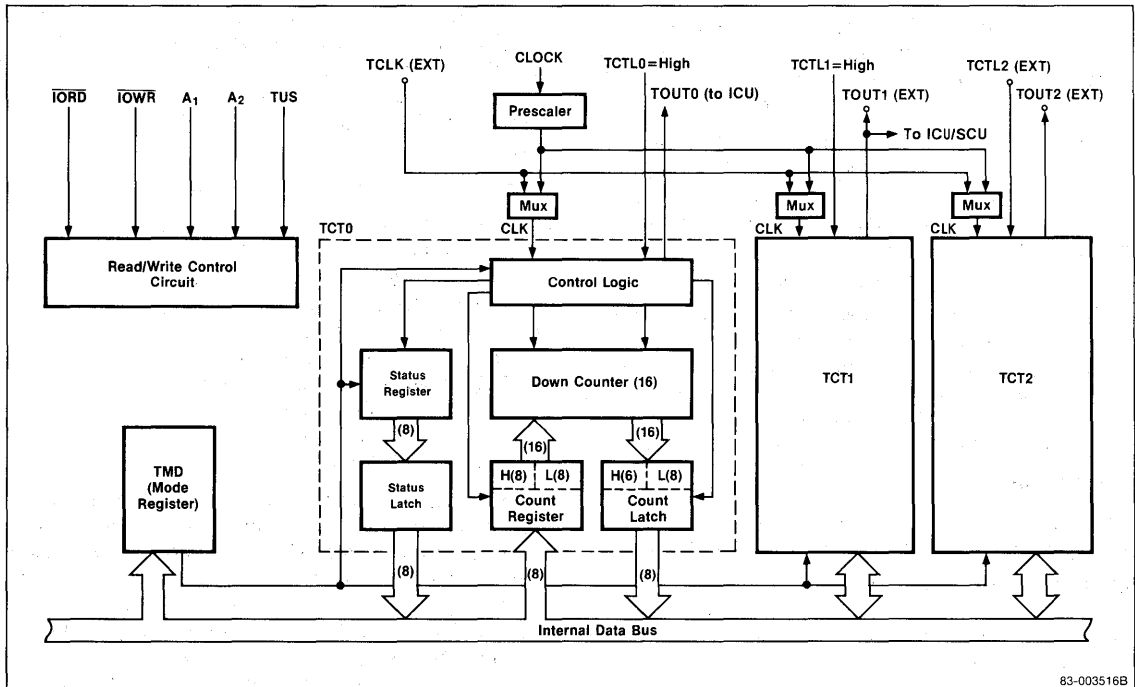 IORD
IOWR
A1
A2
TUS
TCLK (EXT)
CLOCK
TCTL0=High
TOUT0 (to ICU)
TCTL1=High
TOUT1 (EXT)
TCTL2 (EXT)
TOUT2 (EXT)
To ICU/SCU
Prescaler
Mux
Mux
Mux
CLK
CLK
CLK
TCT0
Read/Write Control
Circuit
Control Logic
Status
Register
Down Counter (16)
TCT1
TCT2
(8)
(16)
(16)
TMD
(Mode
Register)
Status
Latch
H(8)
L(8)
Count
Register
H(6)
L(8)
Count
Latch
(8)
(8)
(8)
Internal Data Bus
83-003516B